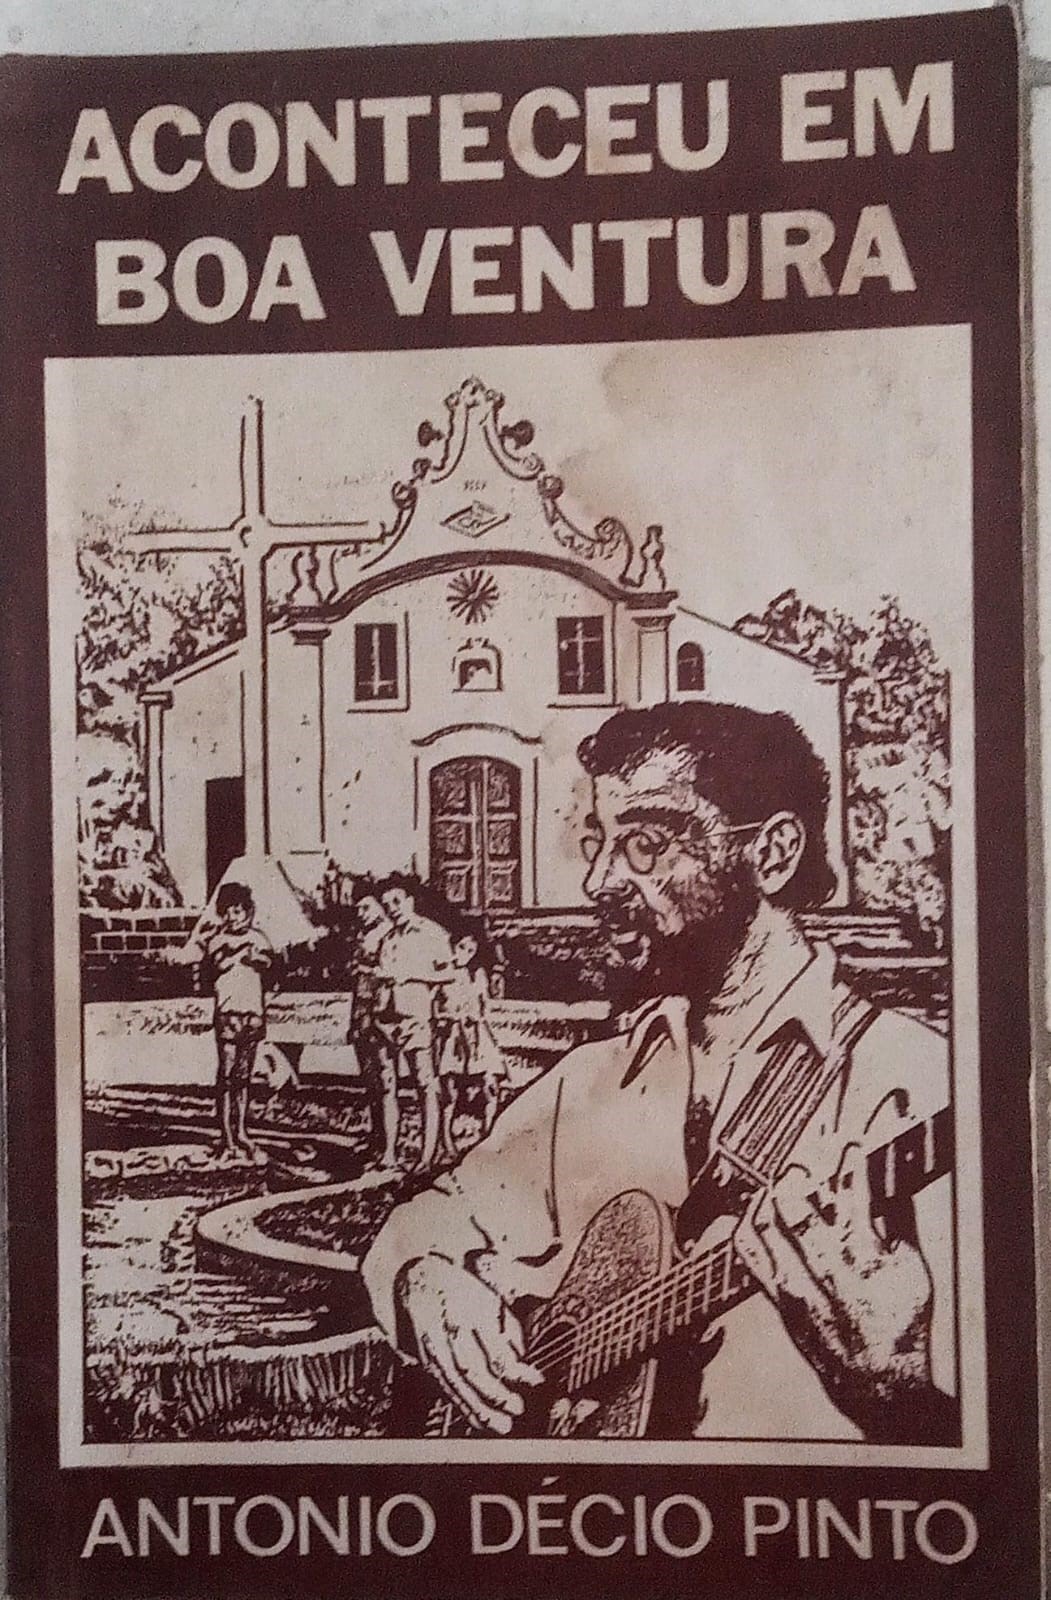 ACONTECEU EM
BOA VENTURA
ANTONIO DÉCIO PINTO